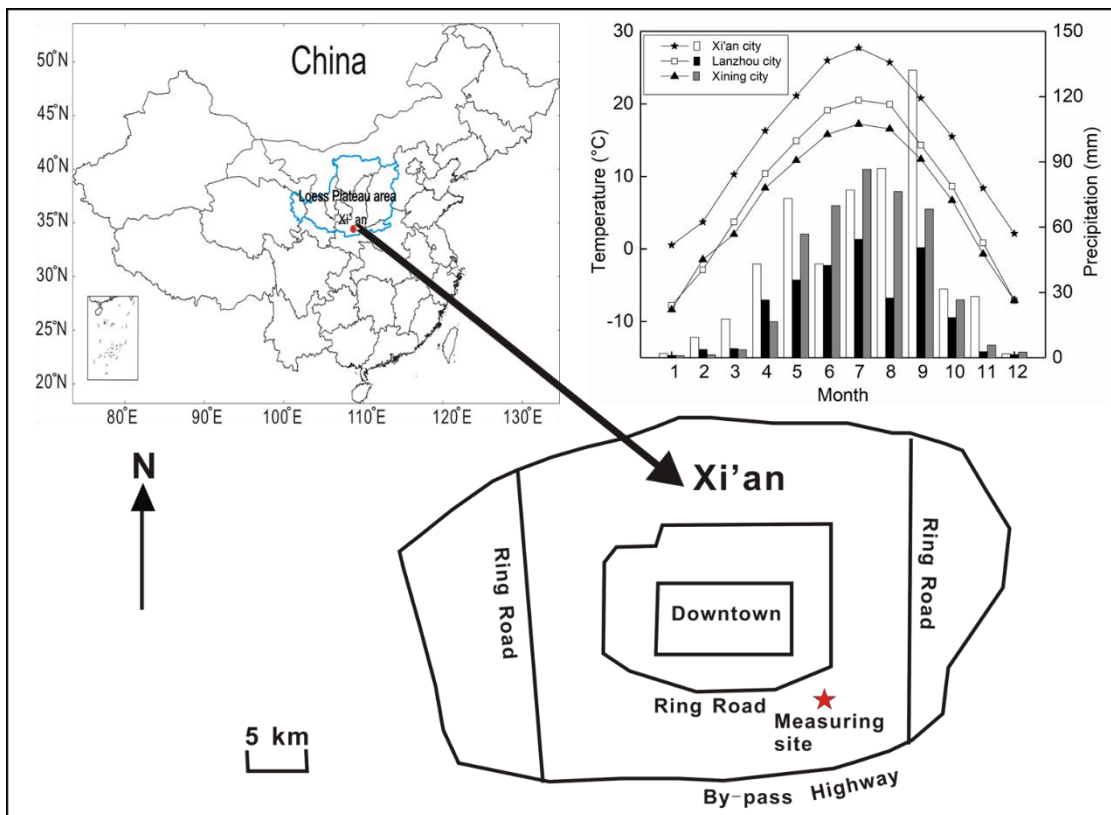 China
50°N
45°N
40°N
35°N
30°N
25°N
20°N
80°E
90°E
100°E
110°E
120°E
130°E
Loess Plateau area
Xi' an
30
20
10
0
-10
Temperature (°C)
Xi'an city
Lanzhou city
Xining city
150
120
90
60
30
0
Precipitation (mm)
1 2 3 4 5 6 7 8 9 10 11 12
Month
N
Xi'an
Ring Road
Ring Road
Downtown
Ring Road
Measuring
site
5 km
By-pass Highway